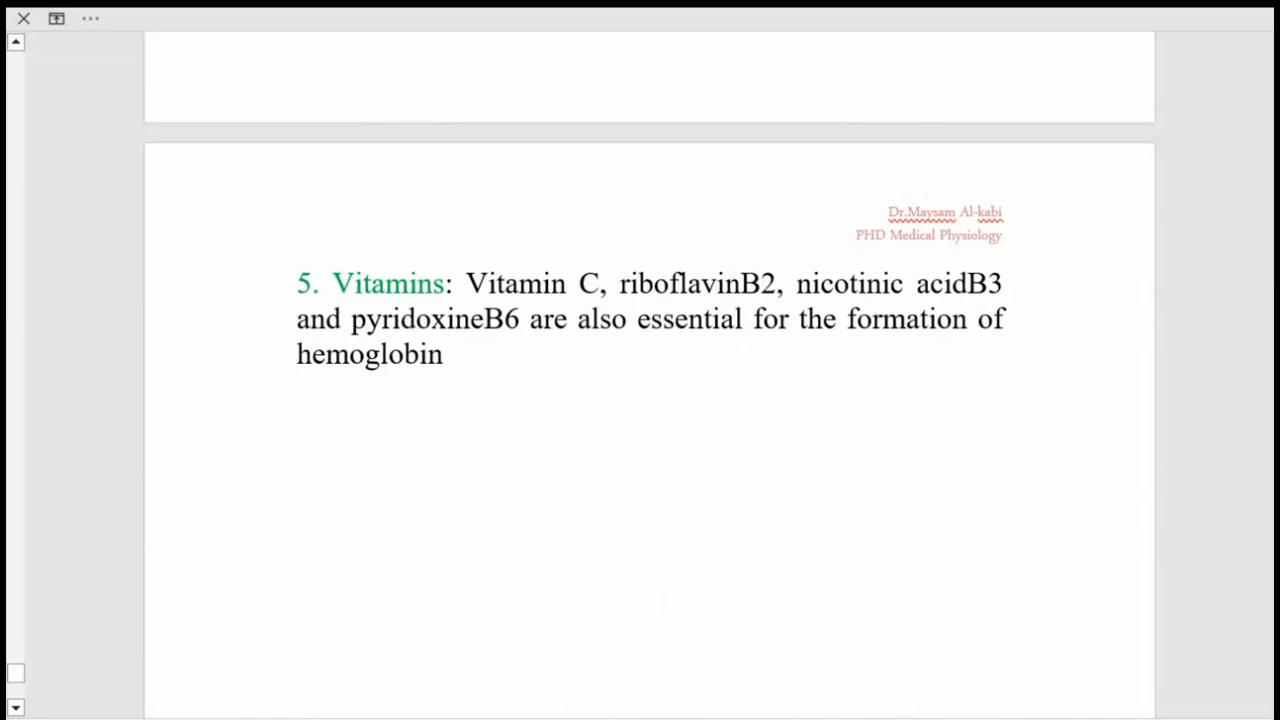 Dr.Maysam Al-kabi
PHD Medical Physiology
5. Vitamins: Vitamin C, riboflavinB2, nicotinic acidB3
and pyridoxineB6 are also essential for the formation of
hemoglobin